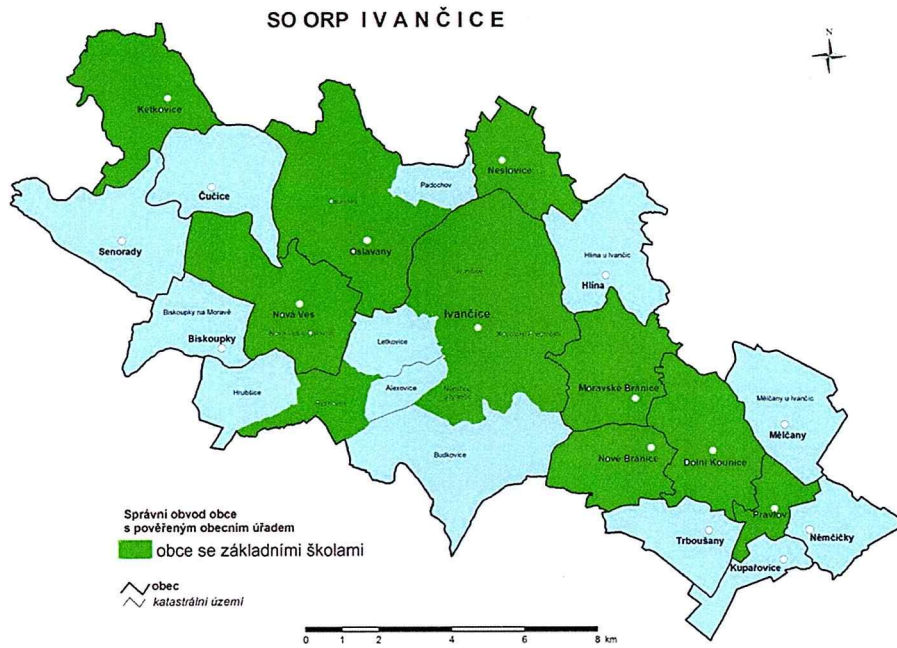 SO ORP IVANČICE
N
Ketkovice
Neslovice
Padochov
Čučice
Oslavany
Senorady
Hlína u Ivančic
Hlína
Biskoupky na Moravě
Nová Ves
Ivančice
Biskoupky
Letkovice
Hrubšice
Alexovice
Moravské Bránice
Mělčany u Ivančic
Mělčany
Budkovice
Nové Bránice
Dolní Kounice
Pravlov
Trboušany
Němčičky
Kupařovice
Správní obvod obce
s pověřeným obecním úřadem
obce se základními školami
obec
katastrální území
0 1 2 4 6 8 km